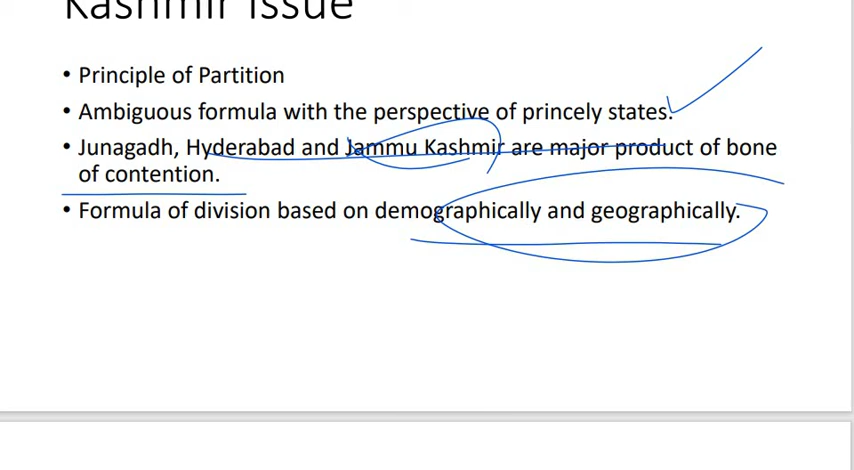 Kashmir Issue
• Principle of Partition
• Ambiguous formula with the perspective of princely states.
• Junagadh, Hyderabad and Jammu Kashmir are major product of bone
of contention.
• Formula of division based on demographically and geographically.